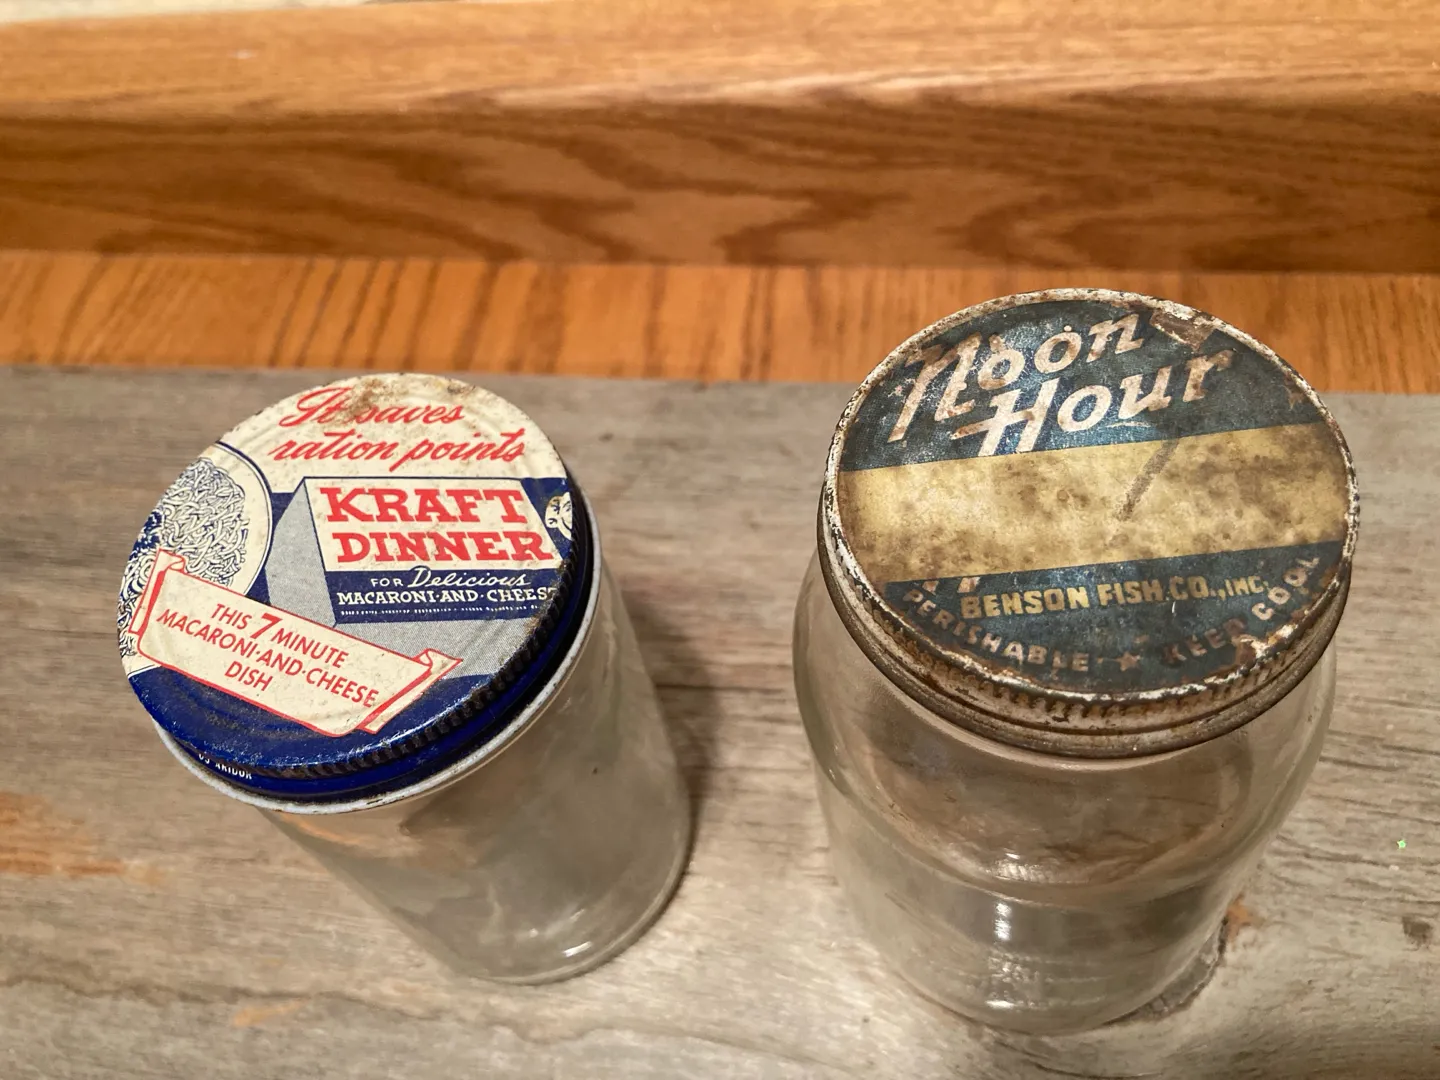 It saves
ration points
KRAFT
DINNER
FOR Delicious
MACARONI-AND-CHEESE
THIS 7 MINUTE
MACARONI-AND-CHEESE
DISH
Noon
Hour
BENSON FISH CO., INC.
PERISHABLE ★ KEEP COOL